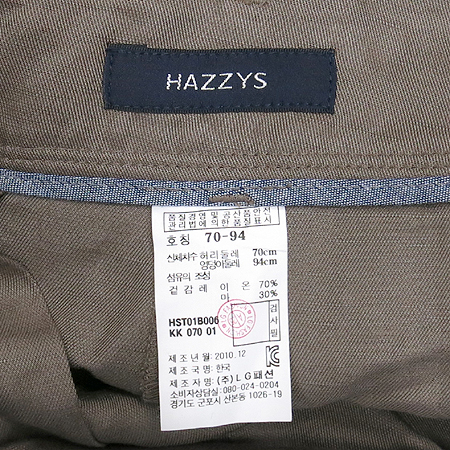 HAZZYS
품질경영 및 공산품안전
관리법에 의한 품질표시
호칭 70-94
신체치수 허리둘레 70cm
엉덩이둘레 94cm
섬유의 조성
겉감 레이온 70%
마 30%
HST01B006
KK 070 01
검사필
제조년월: 2010.12
제조국명: 한국
제조자명: (주)LG패션
소비자상담실: 080-024-0204
경기도 군포시 산본동 1026-19